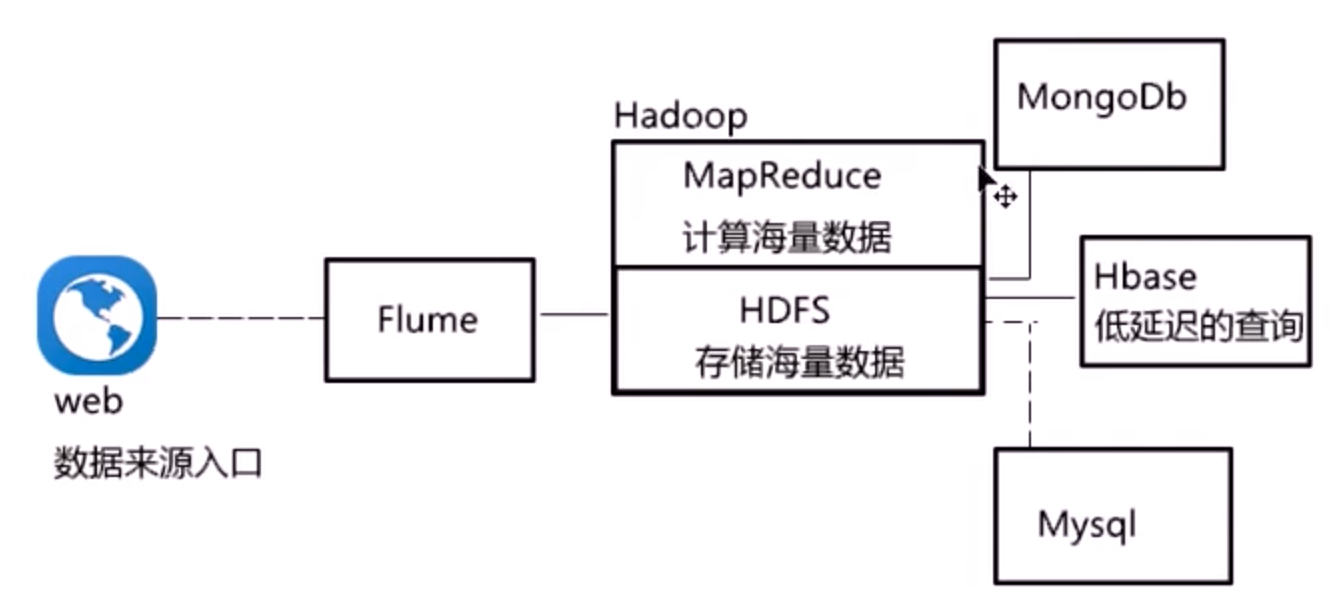 web
数据来源入口
Flume
Hadoop
MapReduce
计算海量数据
HDFS
存储海量数据
MongoDb
Hbase
低延迟的查询
Mysql